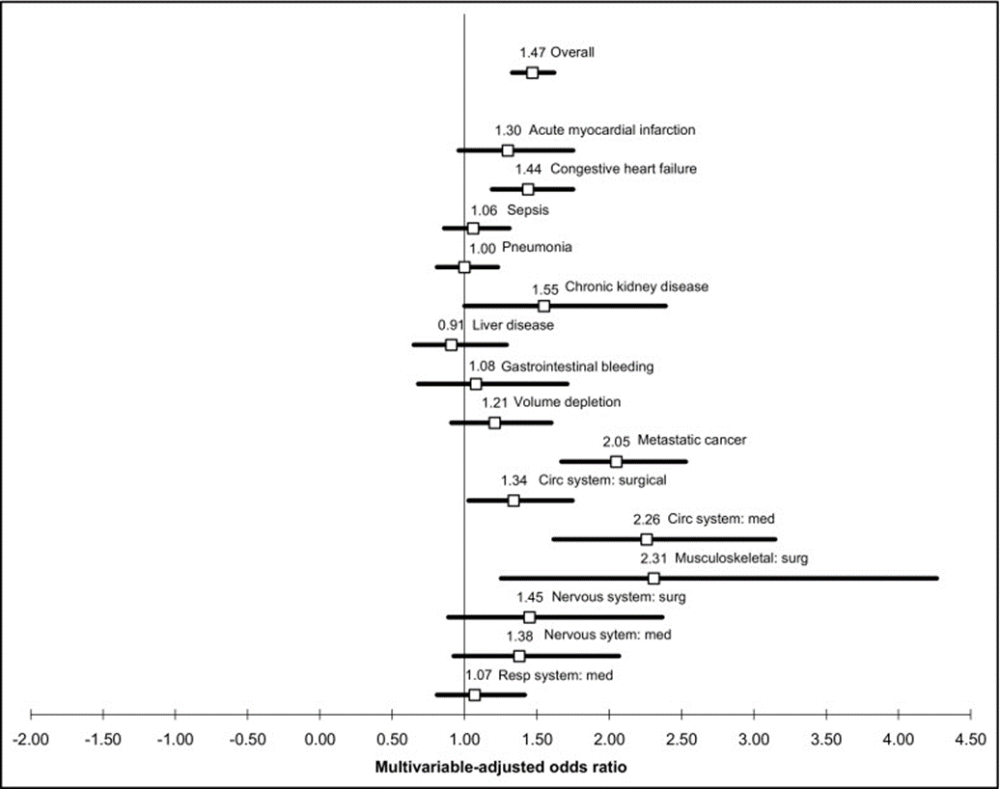 1.47 Overall
1.30 Acute myocardial infarction
1.44 Congestive heart failure
1.06 Sepsis
1.00 Pneumonia
1.55 Chronic kidney disease
0.91 Liver disease
1.08 Gastrointestinal bleeding
1.21 Volume depletion
2.05 Metastatic cancer
1.34 Circ system: surgical
2.26 Circ system: med
2.31 Musculoskeletal: surg
1.45 Nervous system: surg
1.38 Nervous sytem: med
1.07 Resp system: med
-2.00 -1.50 -1.00 -0.50 0.00 0.50 1.00 1.50 2.00 2.50 3.00 3.50 4.00 4.50
Multivariable-adjusted odds ratio